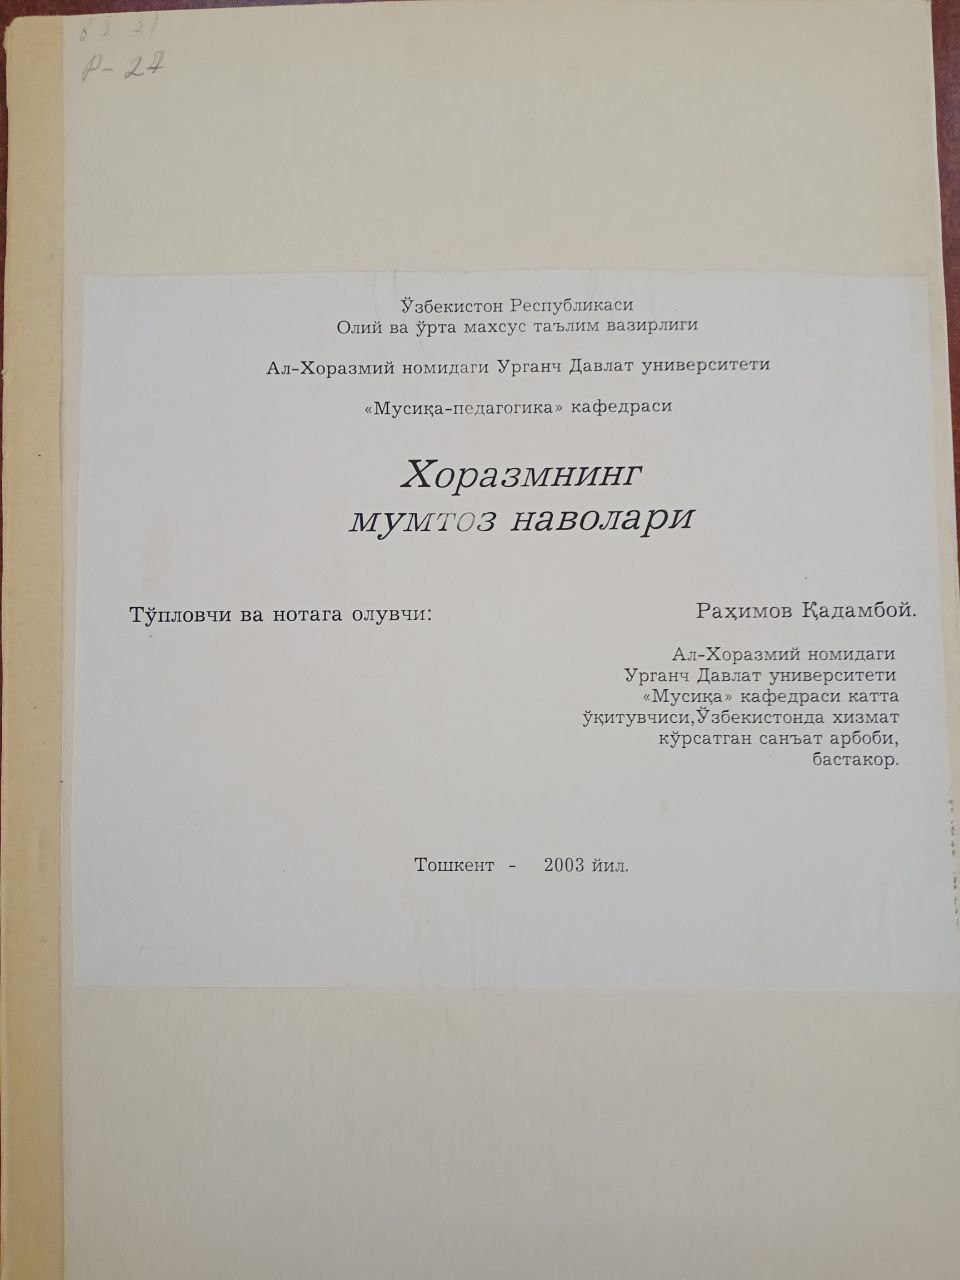 Р-27
Ўзбекистон Республикаси
Олий ва ўрта махсус таълим вазирлиги
Ал-Хоразмий номидаги Урганч Давлат университети
«Мусиқа-педагогика» кафедраси
Хоразмнинг
мумтоз наволари
Тўпловчи ва нотага олувчи: Раҳимов Қадамбой.
Ал-Хоразмий номидаги
Урганч Давлат университети
«Мусиқа» кафедраси катта
ўқитувчиси,Ўзбекистонда хизмат
кўрсатган санъат арбоби,
бастакор.
Тошкент - 2003 йил.